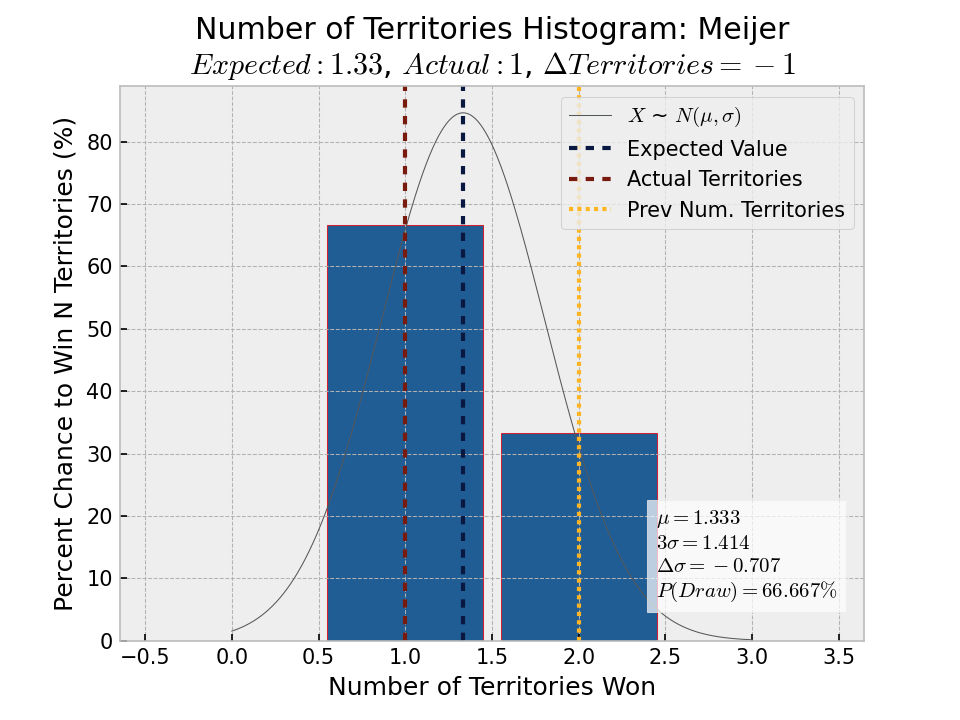 Number of Territories Histogram: Meijer
Expected : 1.33, Actual : 1, ΔTerritories = − 1
Percent Chance to Win N Territories (%)
80
70
60
50
40
30
20
10
0
X ~ N(μ, σ)
Expected Value
Actual Territories
Prev Num. Territories
μ = 1.333
3σ = 1.414
Δσ = − 0.707
P(Draw) = 66.667%
−0.5 0.0 0.5 1.0 1.5 2.0 2.5 3.0 3.5
Number of Territories Won